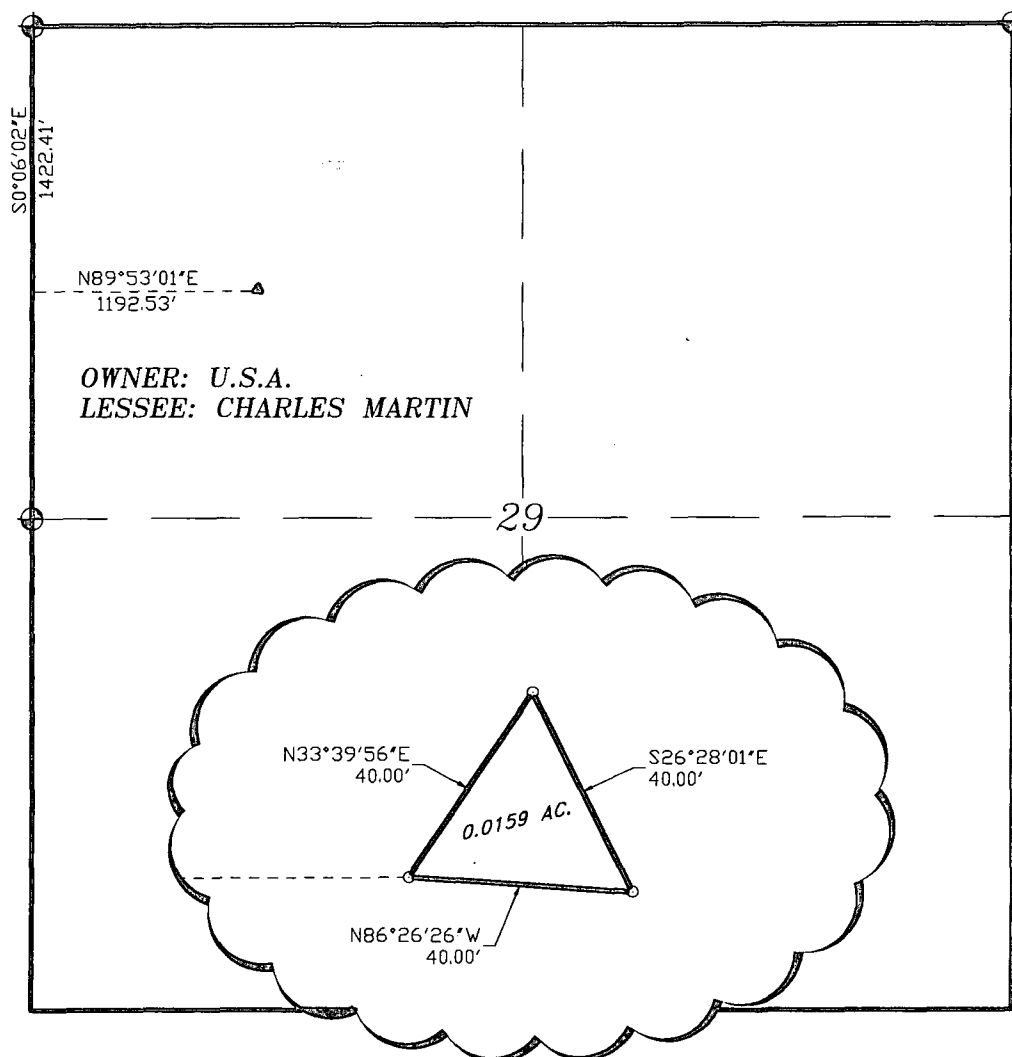 S0°06'02"E
1422.41'
N89°53'01"E
1192.53'
OWNER: U.S.A.
LESSEE: CHARLES MARTIN
29
N33°39'56"E
40.00'
S26°28'01"E
40.00'
0.0159 AC.
N86°26'26"W
40.00'